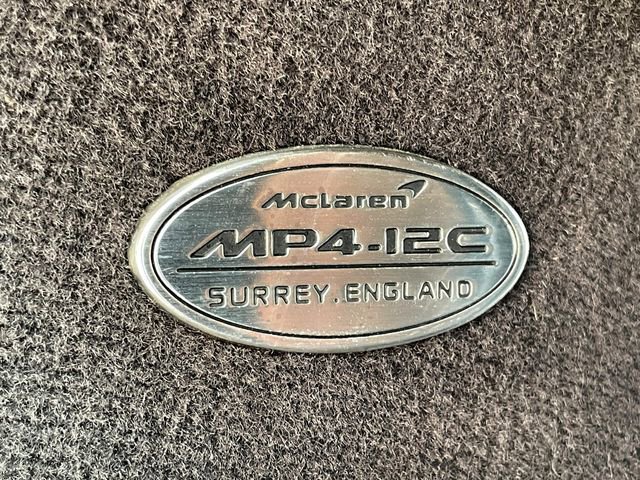 McLaren
MP4-12C
SURREY, ENGLAND